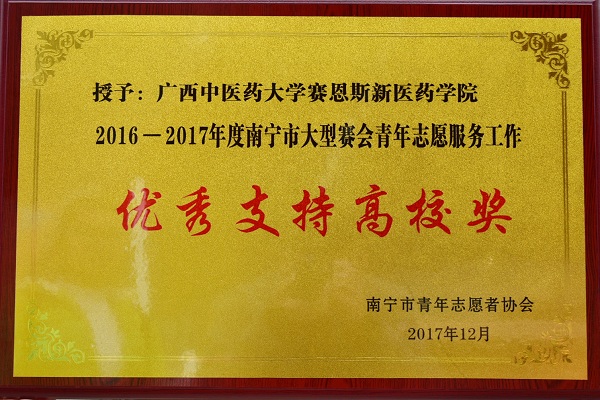 授予：广西中医药大学赛恩斯新医药学院
2016－2017年度南宁市大型赛会青年志愿服务工作
优秀支持高校奖
南宁市青年志愿者协会
2017年12月